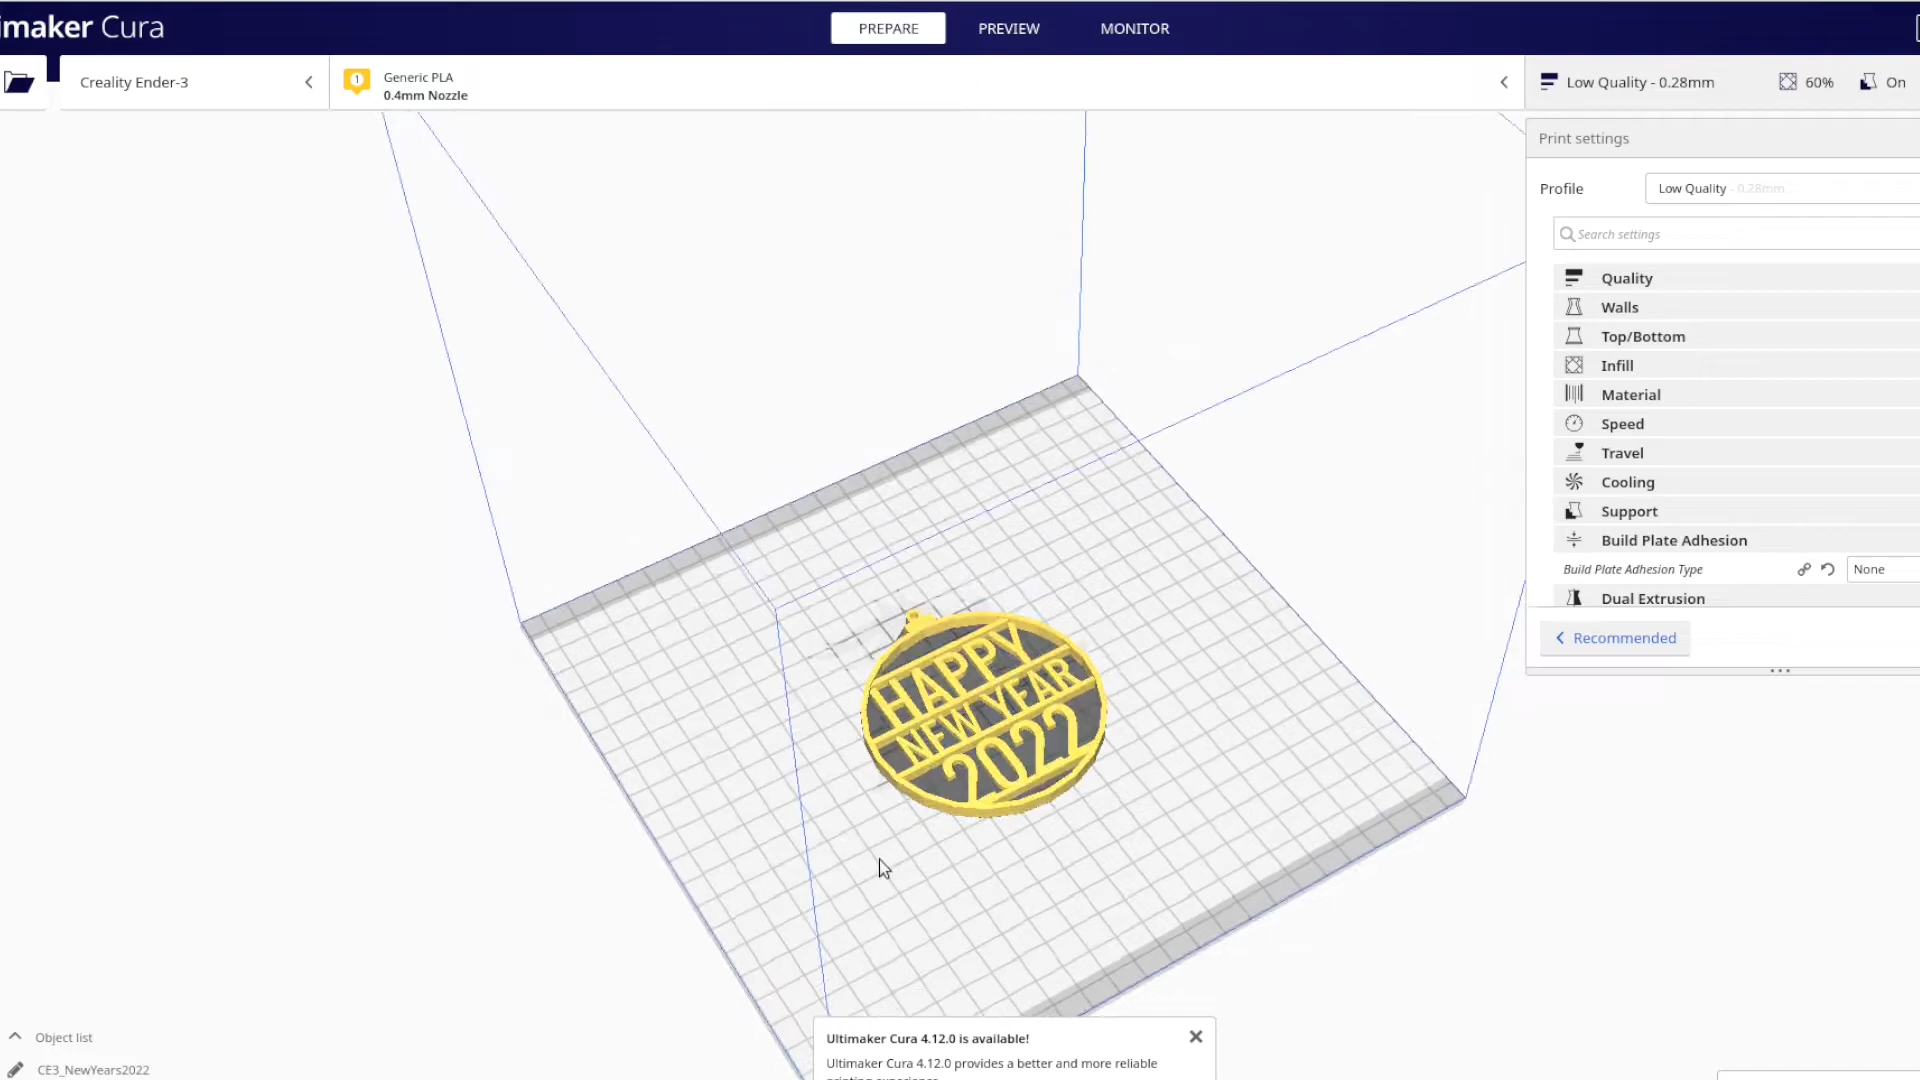 imaker Cura
PREPARE
PREVIEW
MONITOR
Creality Ender-3
1
Generic PLA
0.4mm Nozzle
Low Quality - 0.28mm
60%
On
Print settings
Profile
Low Quality - 0.28mm
Search settings
Quality
Walls
Top/Bottom
Infill
Material
Speed
Travel
Cooling
Support
Build Plate Adhesion
Build Plate Adhesion Type
None
Dual Extrusion
Recommended
HAPPY
NEW YEAR
2022
Object list
CE3_NewYears2022
Ultimaker Cura 4.12.0 is available!
Ultimaker Cura 4.12.0 provides a better and more reliable